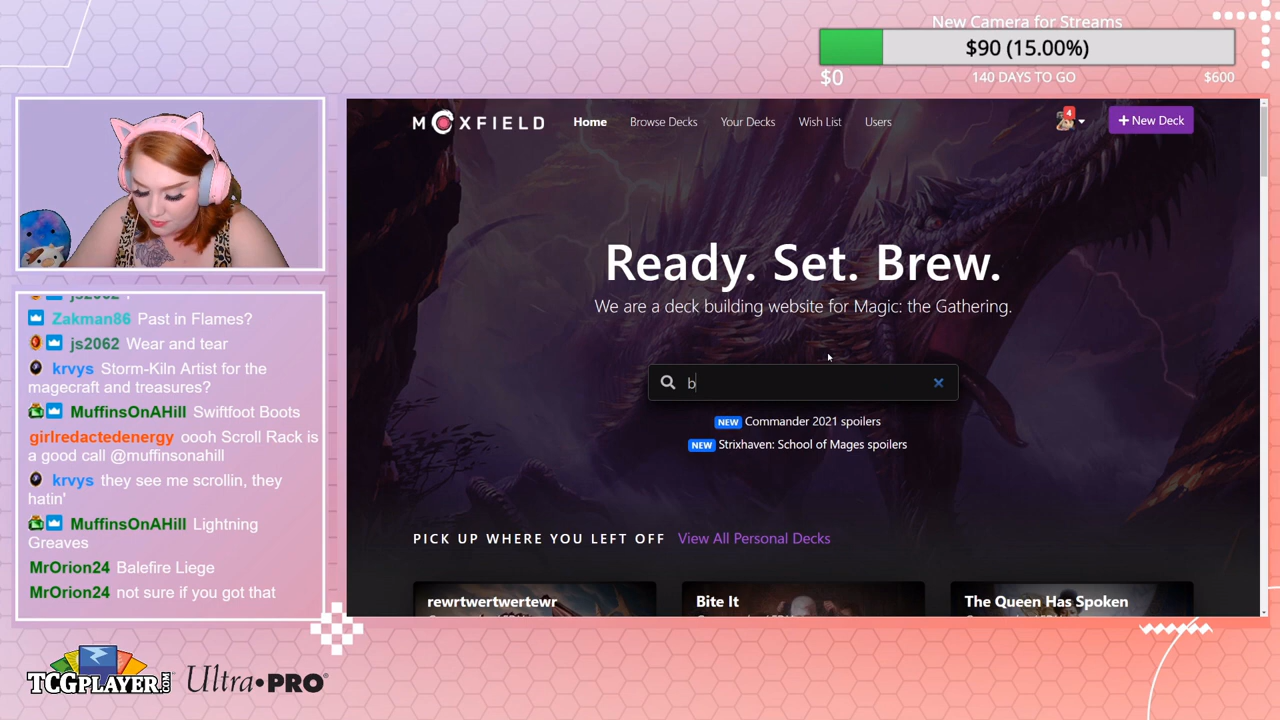 New Camera for Streams
$90 (15.00%)
$0 140 DAYS TO GO $600
MOXFIELD Home Browse Decks Your Decks Wish List Users 4 + New Deck
Ready. Set. Brew.
We are a deck building website for Magic: the Gathering.
b
NEW Commander 2021 spoilers
NEW Strixhaven: School of Mages spoilers
PICK UP WHERE YOU LEFT OFF View All Personal Decks
rewrtwertwertewr Bite It The Queen Has Spoken
Zakman86 Past in Flames?
js2062 Wear and tear
krvys Storm-Kiln Artist for the
magecraft and treasures?
MuffinsOnAHill Swiftfoot Boots
girlredactedenergy oooh Scroll Rack is
a good call @muffinsonahill
krvys they see me scrollin, they
hatin'
MuffinsOnAHill Lightning
Greaves
MrOrion24 Balefire Liege
MrOrion24 not sure if you got that
TCGPLAYER.COM Ultra•PRO